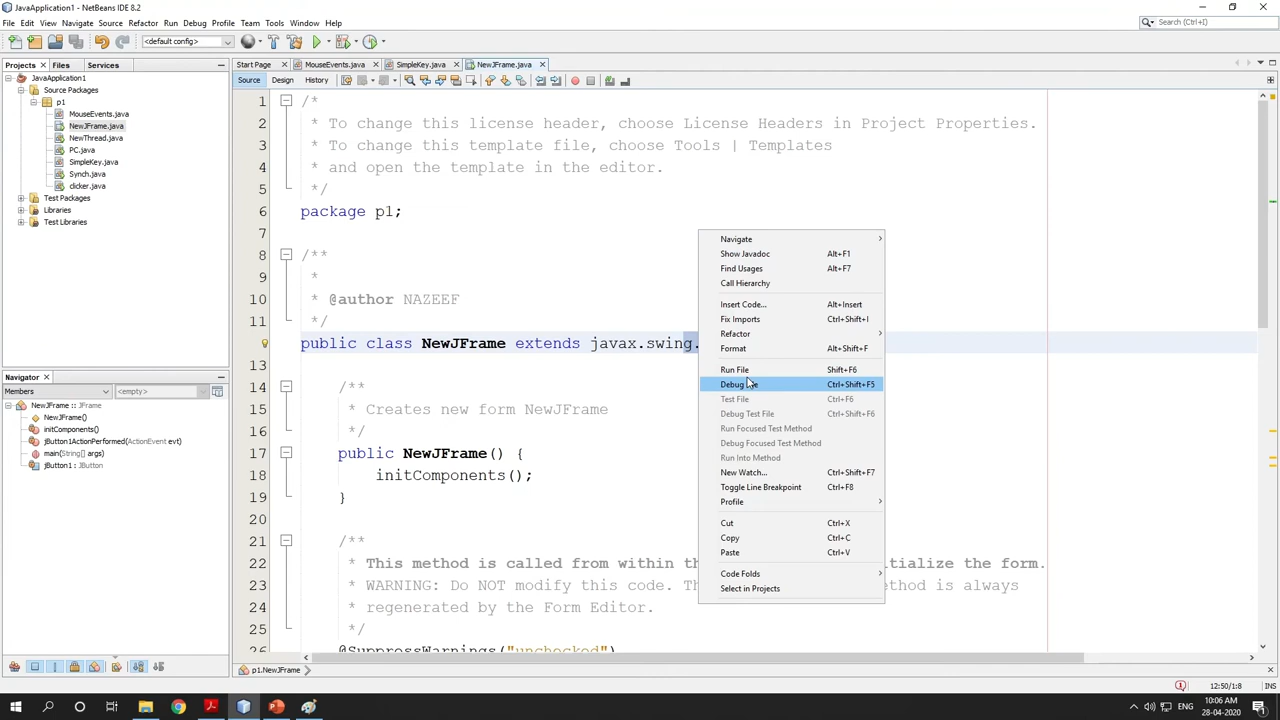 JavaApplication1 - NetBeans IDE 8.2
File Edit View Navigate Source Refactor Run Debug Profile Team Tools Window Help
Search (Ctrl+I)
<default config>
Projects Files Services
Start Page MouseEvents.java SimpleKey.java NewJFrame.java
Source Design History
JavaApplication1
Source Packages
p1
MouseEvents.java
NewJFrame.java
NewThread.java
PC.java
SimpleKey.java
Synch.java
clicker.java
Test Packages
Libraries
Test Libraries
1 /*
2 * To change this license header, choose License Headers in Project Properties.
3 * To change this template file, choose Tools | Templates
4 * and open the template in the editor.
5 */
6 package p1;
7
8 /**
9 *
10 * @author NAZEEF
11 */
public class NewJFrame extends javax.swing.
13
14 /**
15 * Creates new form NewJFrame
16 */
17 public NewJFrame() {
18 initComponents();
19 }
20
21 /**
22 * This method is called from within th itialize the form.
23 * WARNING: Do NOT modify this code. Th ethod is always
24 * regenerated by the Form Editor.
25 */
@SuppressWarnings("unchecked")
Navigate
Show Javadoc Alt+F1
Find Usages Alt+F7
Call Hierarchy
Insert Code... Alt+Insert
Fix Imports Ctrl+Shift+I
Refactor
Format Alt+Shift+F
Run File Shift+F6
Debug File Ctrl+Shift+F5
Test File Ctrl+F6
Debug Test File Ctrl+Shift+F6
Run Focused Test Method
Debug Focused Test Method
Run Into Method
New Watch... Ctrl+Shift+F7
Toggle Line Breakpoint Ctrl+F8
Profile
Cut Ctrl+X
Copy Ctrl+C
Paste Ctrl+V
Code Folds
Select in Projects
Navigator
Members <empty>
NewJFrame :: JFrame
NewJFrame()
initComponents()
jButton1ActionPerformed(ActionEvent evt)
main(String[] args)
jButton1 : JButton
p1.NewJFrame
12:50/1:8 INS
ENG
10:06 AM
28-04-2020